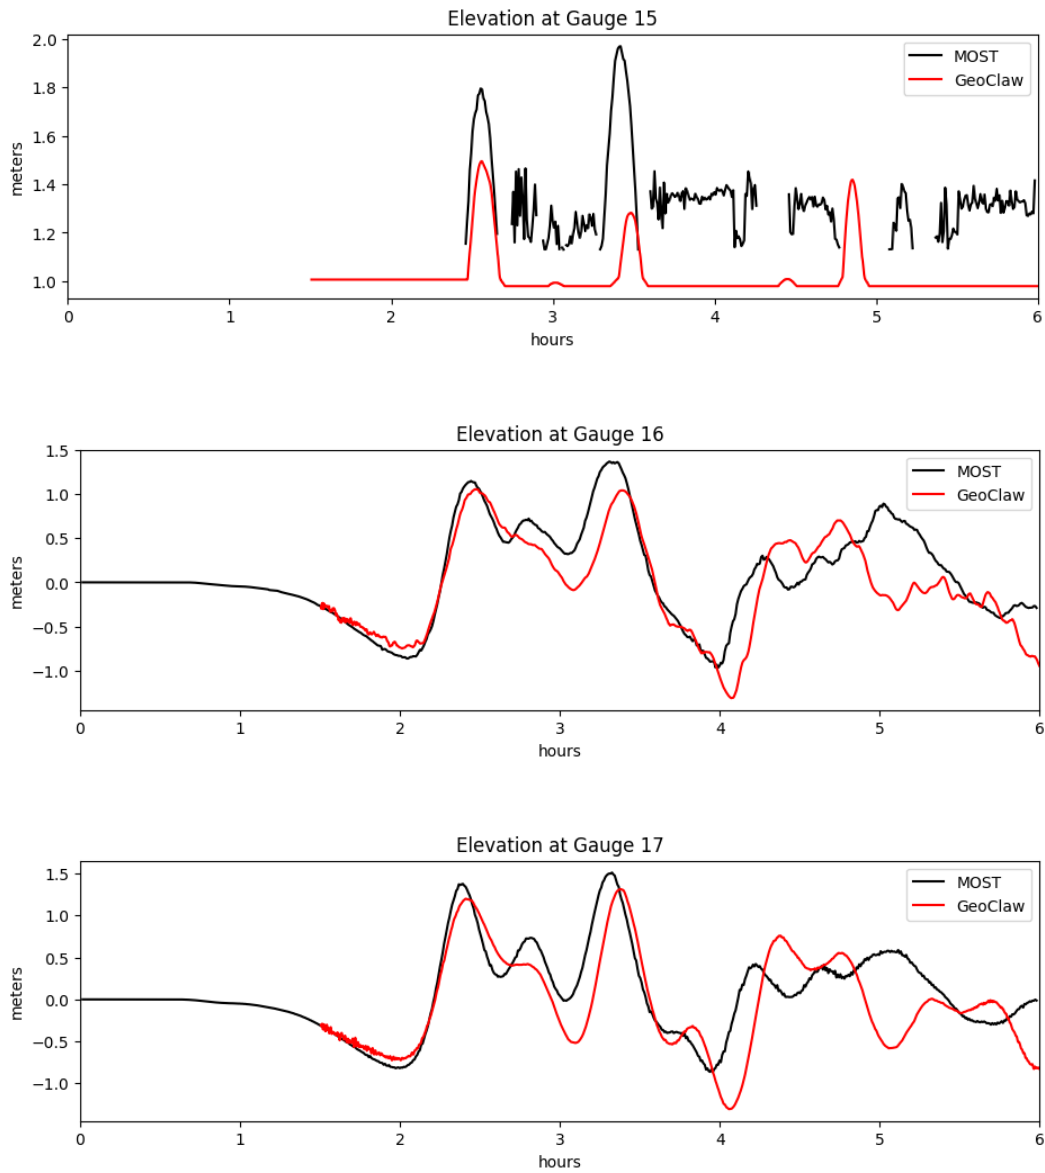 Elevation at Gauge 15
2.0
1.8
1.6
1.4
1.2
1.0
meters
MOST
GeoClaw
0 1 2 3 4 5 6
hours
Elevation at Gauge 16
1.5
1.0
0.5
0.0
−0.5
−1.0
meters
MOST
GeoClaw
0 1 2 3 4 5 6
hours
Elevation at Gauge 17
1.5
1.0
0.5
0.0
−0.5
−1.0
meters
MOST
GeoClaw
0 1 2 3 4 5 6
hours